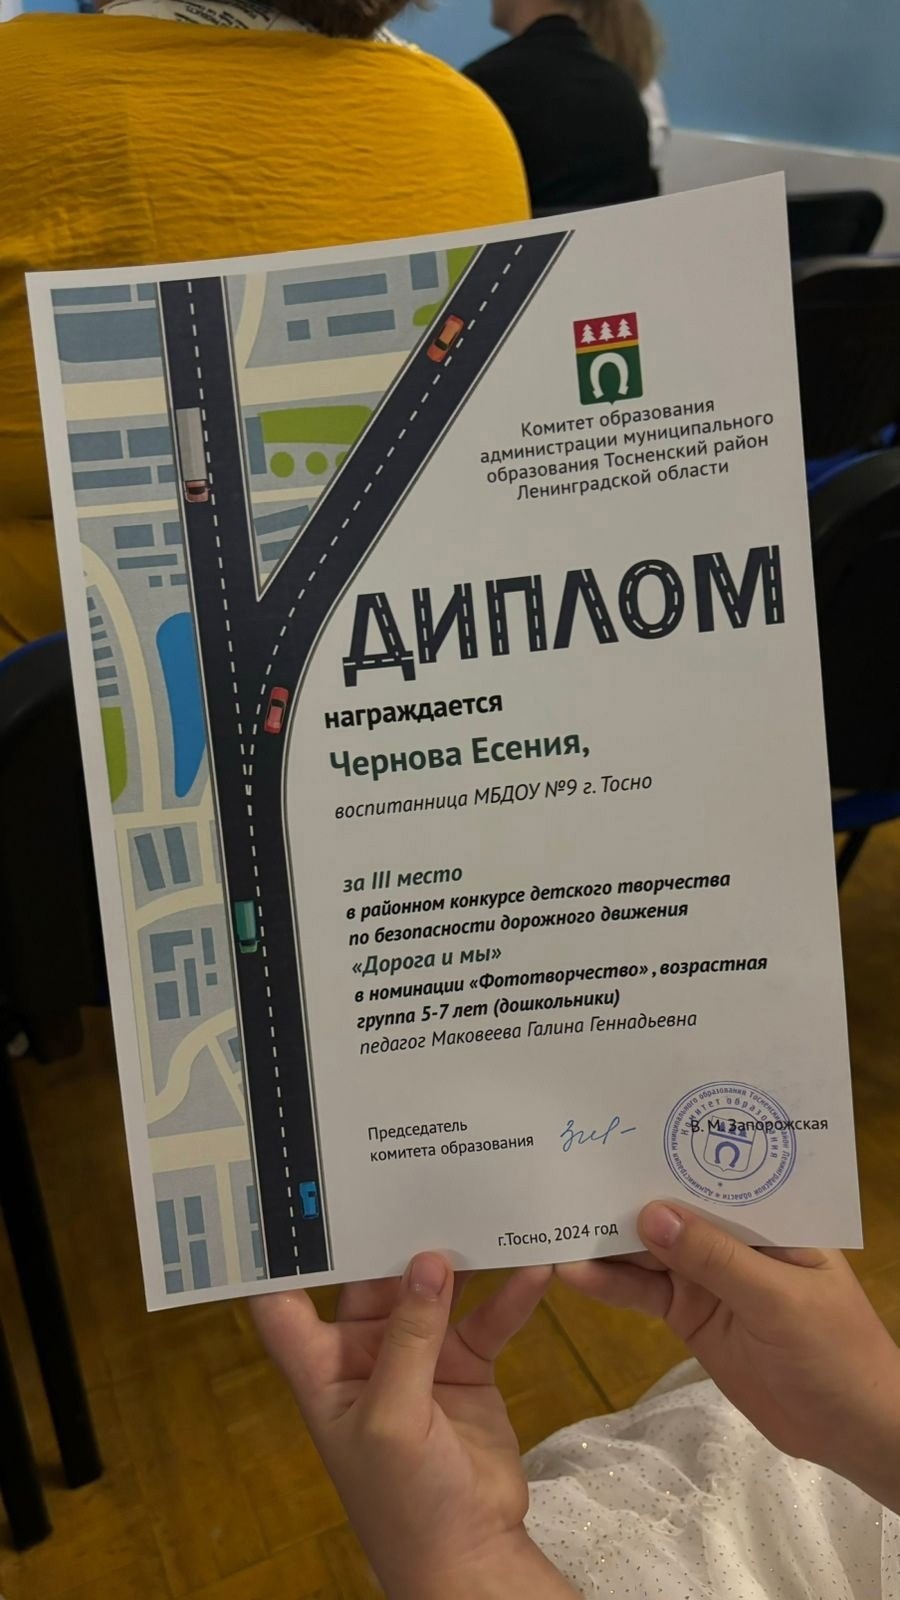 Комитет образования
администрации муниципального
образования Тосненский район
Ленинградской области
ДИПЛОМ
награждается
Чернова Есения,
воспитанница МБДОУ №9 г. Тосно
за III место
в районном конкурсе детского творчества
по безопасности дорожного движения
«Дорога и мы»
в номинации «Фототворчество» , возрастная
группа 5-7 лет (дошкольники)
педагог Маковеева Галина Геннадьевна
Председатель
комитета образования
В. М. Запорожская
Комитет образования
г.Тосно, 2024 год